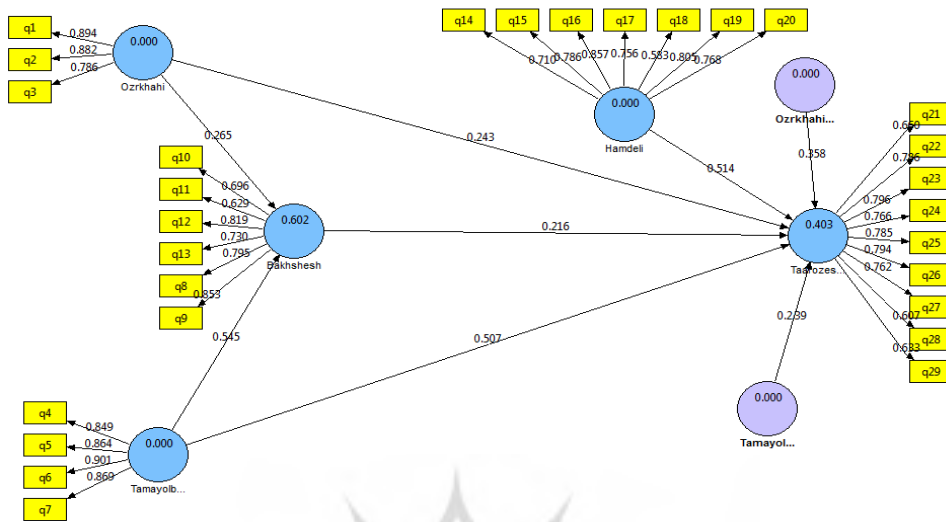 q1
q2
q3
0.894
0.882
0.786
0.000
Ozrkhahi
q14
q15
q16
q17
q18
q19
q20
0.710
0.786
0.857
0.756
0.533
0.805
0.768
0.000
Hamdeli
0.000
Ozrkhahi...
0.265
0.243
0.514
0.358
q10
q11
q12
q13
q8
q9
0.696
0.629
0.819
0.730
0.795
0.853
0.602
Bakhshesh
0.216
0.403
Taarozes...
q21
q22
q23
q24
q25
q26
q27
q28
q29
0.796
0.766
0.785
0.794
0.762
0.607
0.633
0.545
0.507
0.239
0.000
Tamayol...
q4
q5
q6
q7
0.849
0.864
0.901
0.869
0.000
Tamayolb...